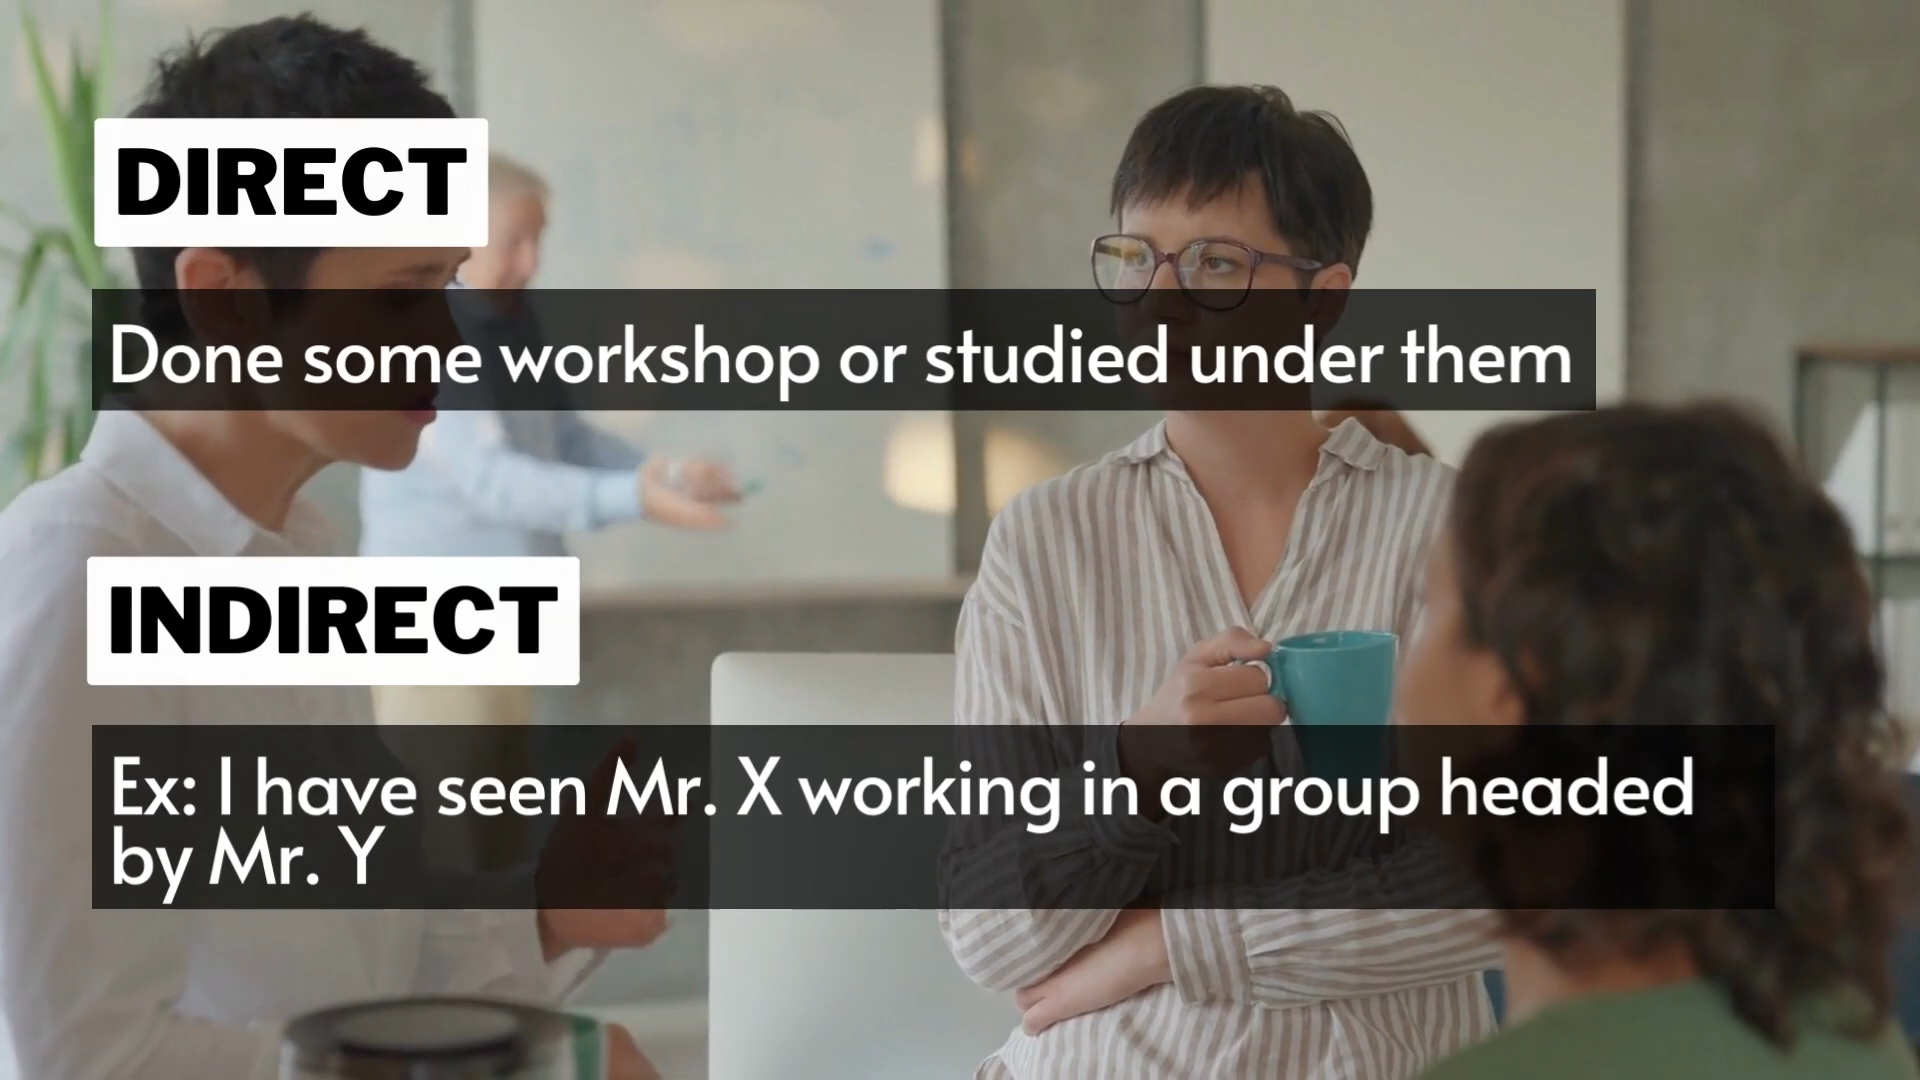 DIRECT
Done some workshop or studied under them
INDIRECT
Ex: I have seen Mr. X working in a group headed
by Mr. Y